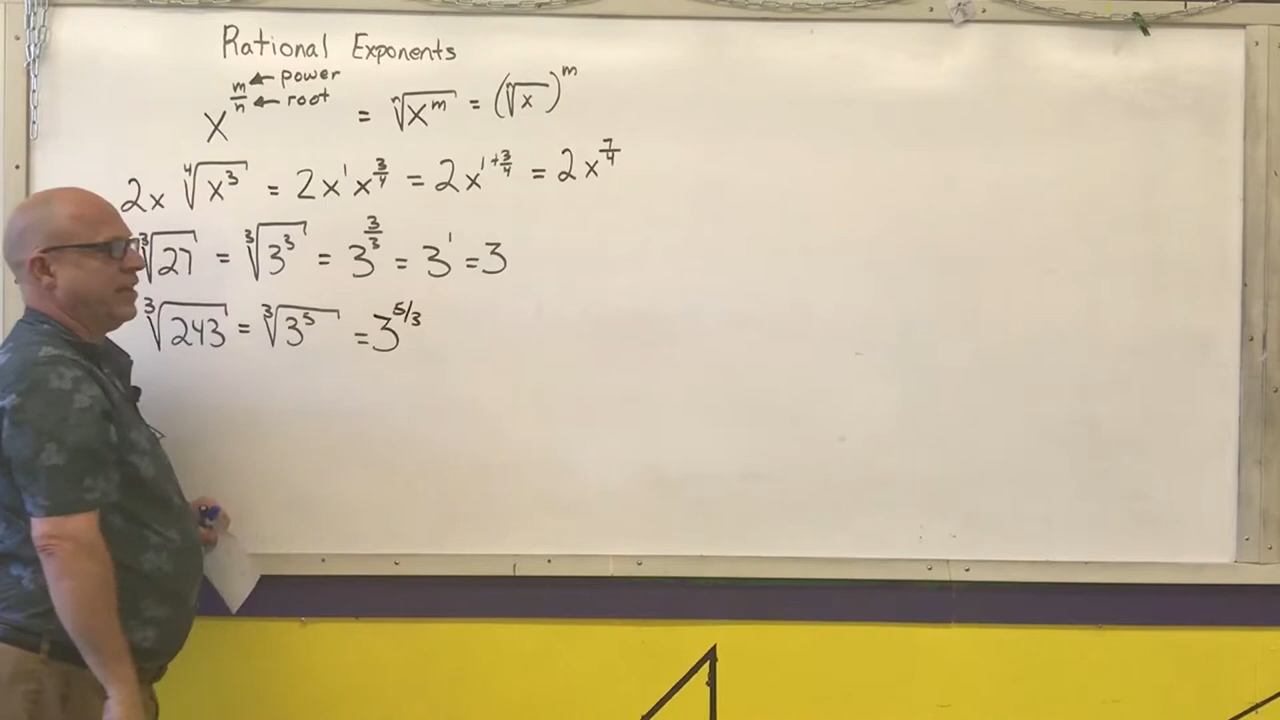 Rational Exponents
x^(m/n) ← power ← root = ⁿ√(x^m) = (ⁿ√x)^m
2x ⁴√(x³) = 2x¹x^(3/4) = 2x^(1+3/4) = 2x^(7/4)
³√27 = ³√(3³) = 3^(3/3) = 3¹ = 3
³√243 = ³√(3⁵) = 3^(5/3)